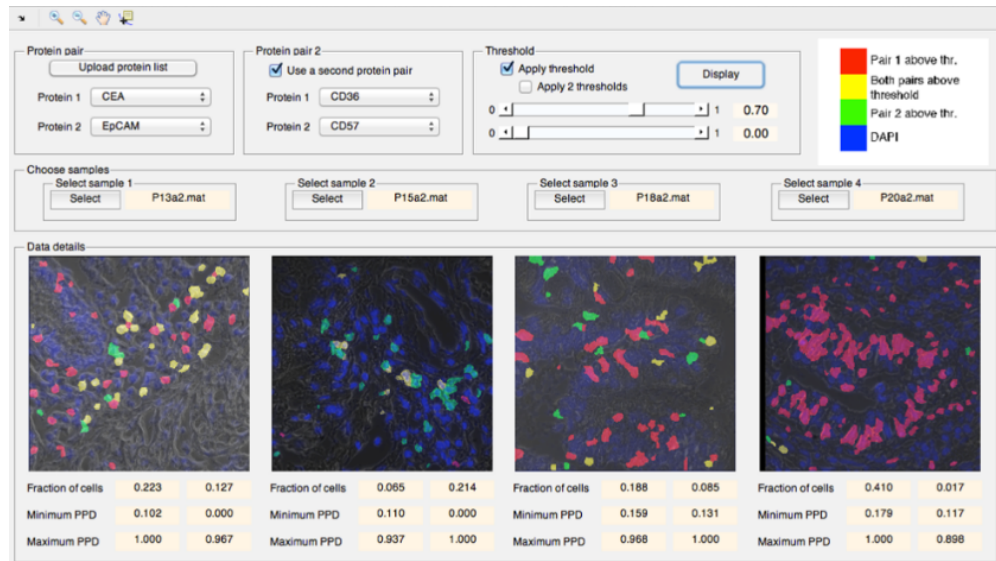 Protein pair
Upload protein list
Protein 1 CEA
Protein 2 EpCAM
Protein pair 2
Use a second protein pair
Protein 1 CD36
Protein 2 CD57
Threshold
Apply threshold
Apply 2 thresholds
Display
0 1 0.70
0 1 0.00
Pair 1 above thr.
Both pairs above
threshold
Pair 2 above thr.
DAPI
Choose samples
Select sample 1
Select P13a2.mat
Select sample 2
Select P15a2.mat
Select sample 3
Select P18a2.mat
Select sample 4
Select P20a2.mat
Data details
Fraction of cells 0.223 0.127
Minimum PPD 0.102 0.000
Maximum PPD 1.000 0.967
Fraction of cells 0.065 0.214
Minimum PPD 0.110 0.000
Maximum PPD 0.937 1.000
Fraction of cells 0.188 0.085
Minimum PPD 0.159 0.131
Maximum PPD 0.968 1.000
Fraction of cells 0.410 0.017
Minimum PPD 0.179 0.117
Maximum PPD 1.000 0.898